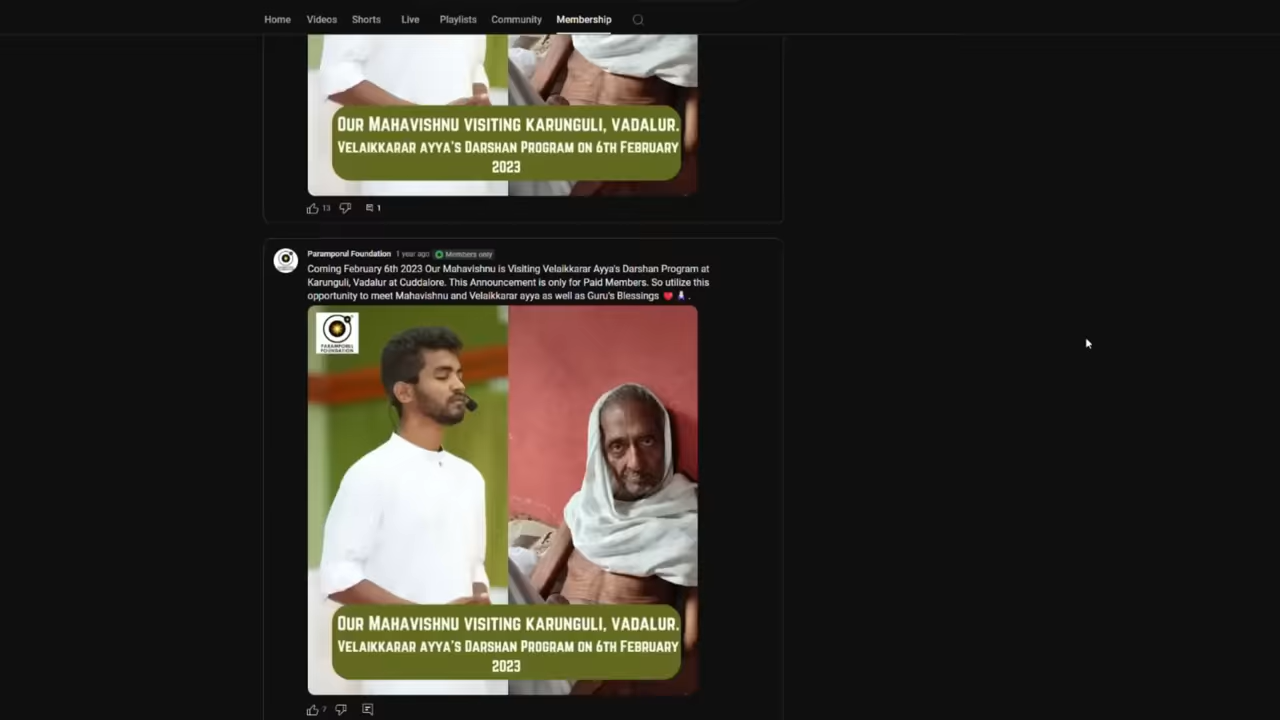 Home Videos Shorts Live Playlists Community Membership
OUR MAHAVISHNU VISITING KARUNGULI, VADALUR.
VELAIKKARAR AYYA'S DARSHAN PROGRAM ON 6TH FEBRUARY
2023
13 1
Paramporul Foundation 1 year ago Members only
Coming February 6th 2023 Our Mahavishnu is Visiting Velaikkarar Ayya's Darshan Program at
Karunguli, Vadalur at Cuddalore. This Announcement is only for Paid Members. So utilize this
opportunity to meet Mahavishnu and Velaikkarar ayya as well as Guru's Blessings ❤️ .
PARAMPORUL
FOUNDATION
OUR MAHAVISHNU VISITING KARUNGULI, VADALUR.
VELAIKKARAR AYYA'S DARSHAN PROGRAM ON 6TH FEBRUARY
2023
7